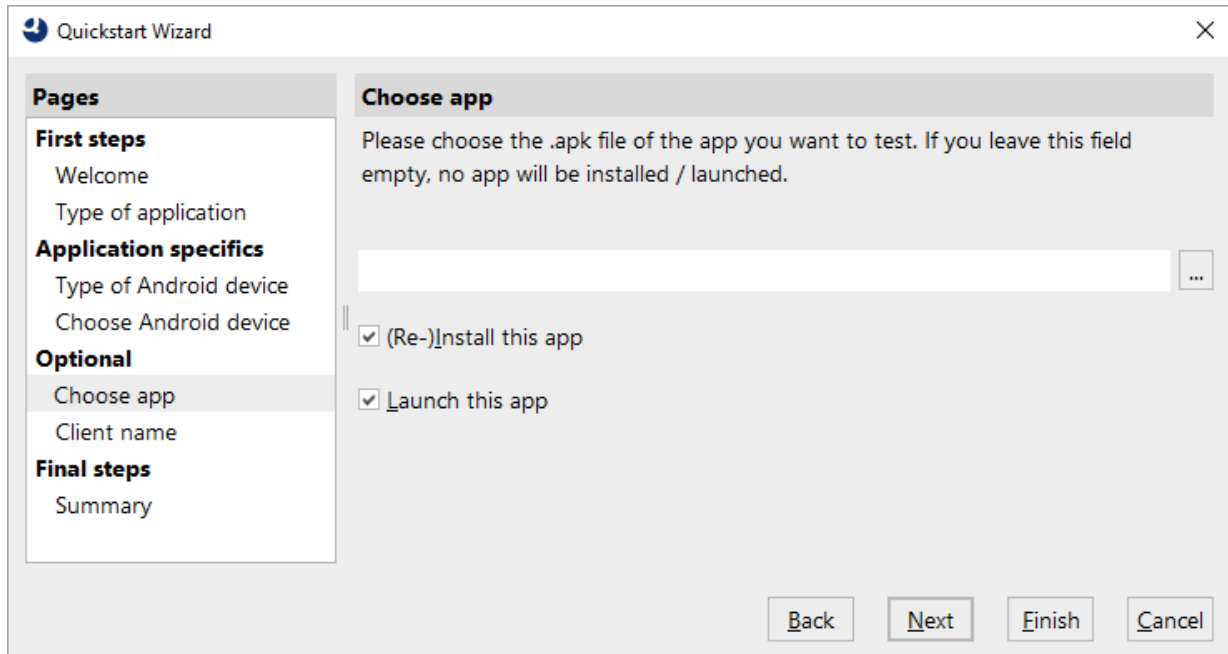 Quickstart Wizard
Pages
First steps
Welcome
Type of application
Application specifics
Type of Android device
Choose Android device
Optional
Choose app
Client name
Final steps
Summary
Choose app
Please choose the .apk file of the app you want to test. If you leave this field
empty, no app will be installed / launched.
...
(Re-)Install this app
Launch this app
Back Next Finish Cancel